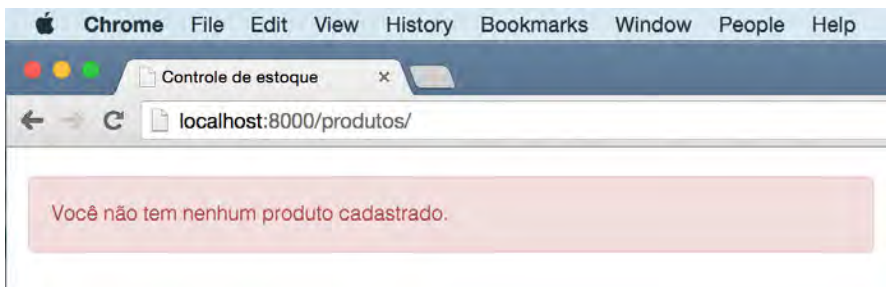 Chrome File Edit View History Bookmarks Window People Help
Controle de estoque
localhost:8000/produtos/
Você não tem nenhum produto cadastrado.